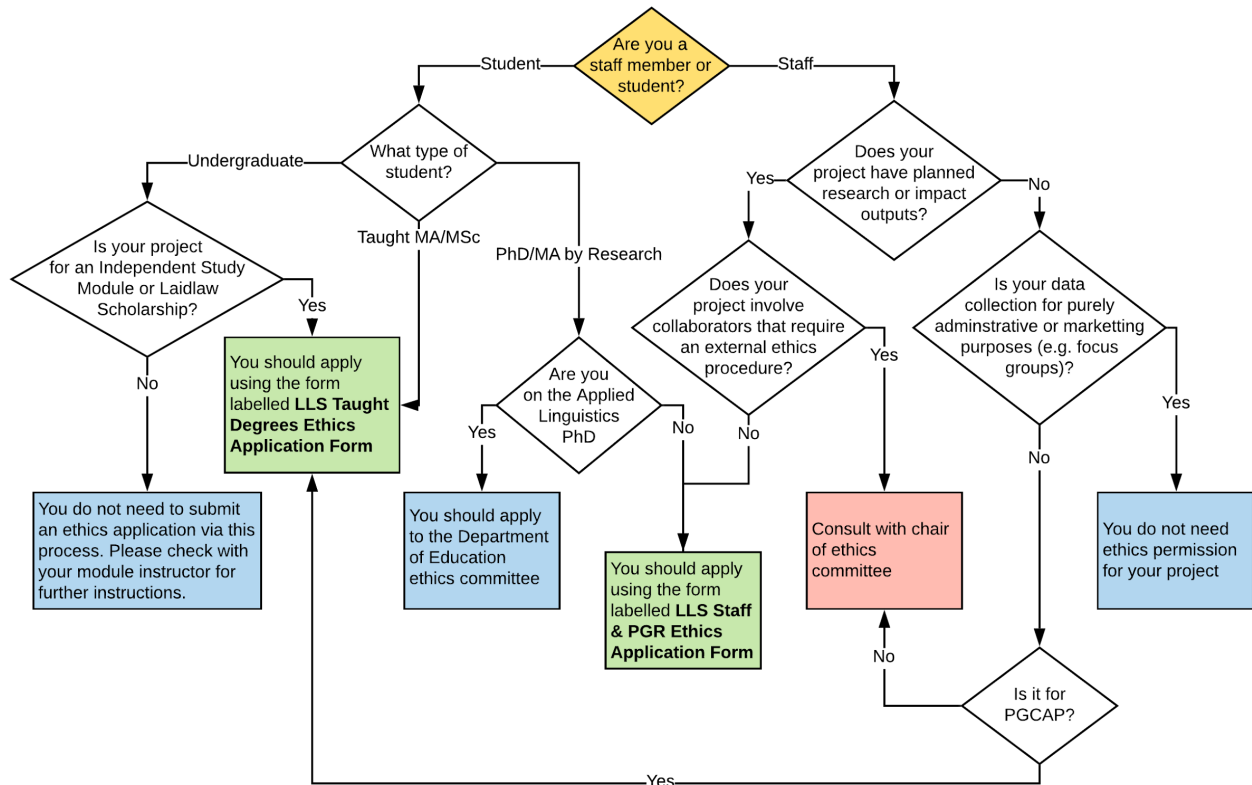 Are you a
staff member or
student?
Student
Staff
What type of
student?
Undergraduate
Taught MA/MSc
PhD/MA by Research
Does your
project have planned
research or impact
outputs?
Yes
No
Is your project
for an Independent Study
Module or Laidlaw
Scholarship?
Yes
No
Does your
project involve
collaborators that require
an external ethics
procedure?
Yes
No
Is your data
collection for purely
adminstrative or marketting
purposes (e.g. focus
groups)?
Yes
No
You should apply
using the form
labelled LLS Taught
Degrees Ethics
Application Form
Are you
on the Applied
Linguistics
PhD
Yes
No
You do not need to submit
an ethics application via this
process. Please check with
your module instructor for
further instructions.
You should apply
to the Department
of Education
ethics committee
You should apply
using the form
labelled LLS Staff
& PGR Ethics
Application Form
Consult with chair
of ethics
committee
You do not need
ethics permission
for your project
No
Is it for
PGCAP?
Yes